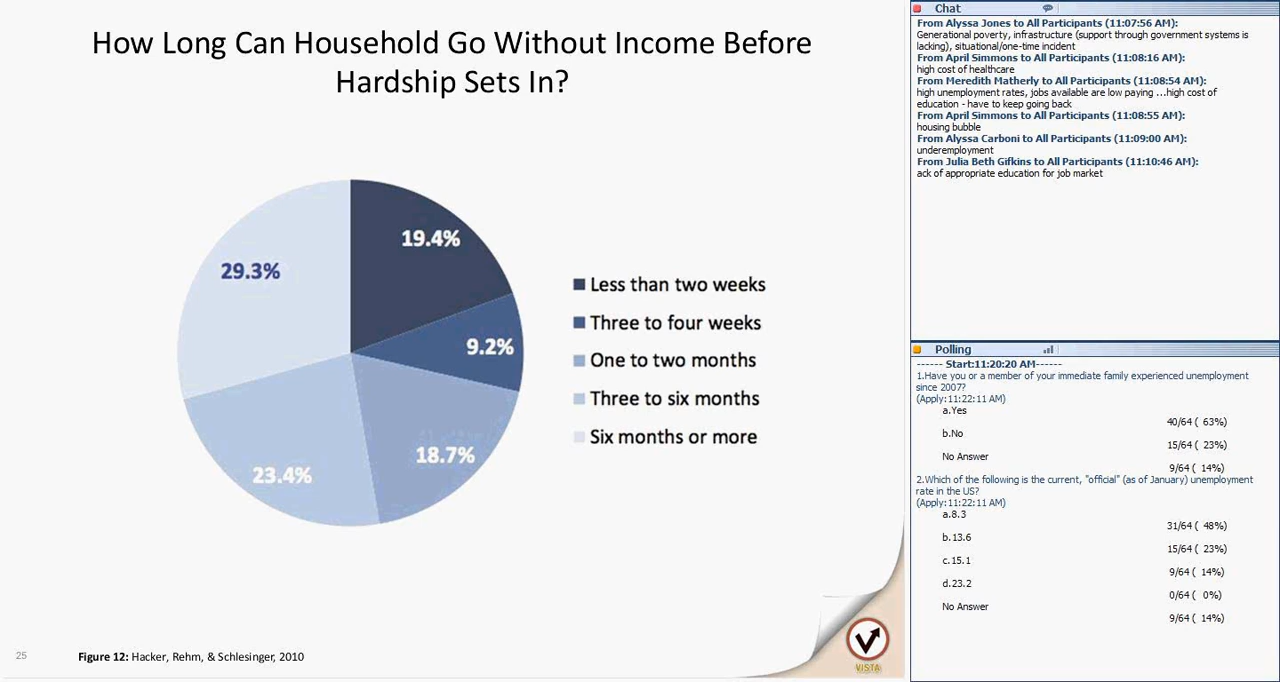 How Long Can Household Go Without Income Before
Hardship Sets In?
19.4%
29.3%
9.2%
18.7%
23.4%
Less than two weeks
Three to four weeks
One to two months
Three to six months
Six months or more
25
Figure 12: Hacker, Rehm, & Schlesinger, 2010
VISTA
Chat
From Alyssa Jones to All Participants (11:07:56 AM):
Generational poverty, infrastructure (support through government systems is
lacking), situational/one-time incident
From April Simmons to All Participants (11:08:16 AM):
high cost of healthcare
From Meredith Matherly to All Participants (11:08:54 AM):
high unemployment rates, jobs available are low paying ...high cost of
education - have to keep going back
From April Simmons to All Participants (11:08:55 AM):
housing bubble
From Alyssa Carboni to All Participants (11:09:00 AM):
underemployment
From Julia Beth Gifkins to All Participants (11:10:46 AM):
ack of appropriate education for job market
Polling
------ Start:11:20:20 AM------
1.Have you or a member of your immediate family experienced unemployment
since 2007?
(Apply:11:22:11 AM)
a.Yes
40/64 ( 63%)
b.No
15/64 ( 23%)
No Answer
9/64 ( 14%)
2.Which of the following is the current, "official" (as of January) unemployment
rate in the US?
(Apply:11:22:11 AM)
a.8.3
31/64 ( 48%)
b.13.6
15/64 ( 23%)
c.15.1
9/64 ( 14%)
d.23.2
0/64 ( 0%)
No Answer
9/64 ( 14%)